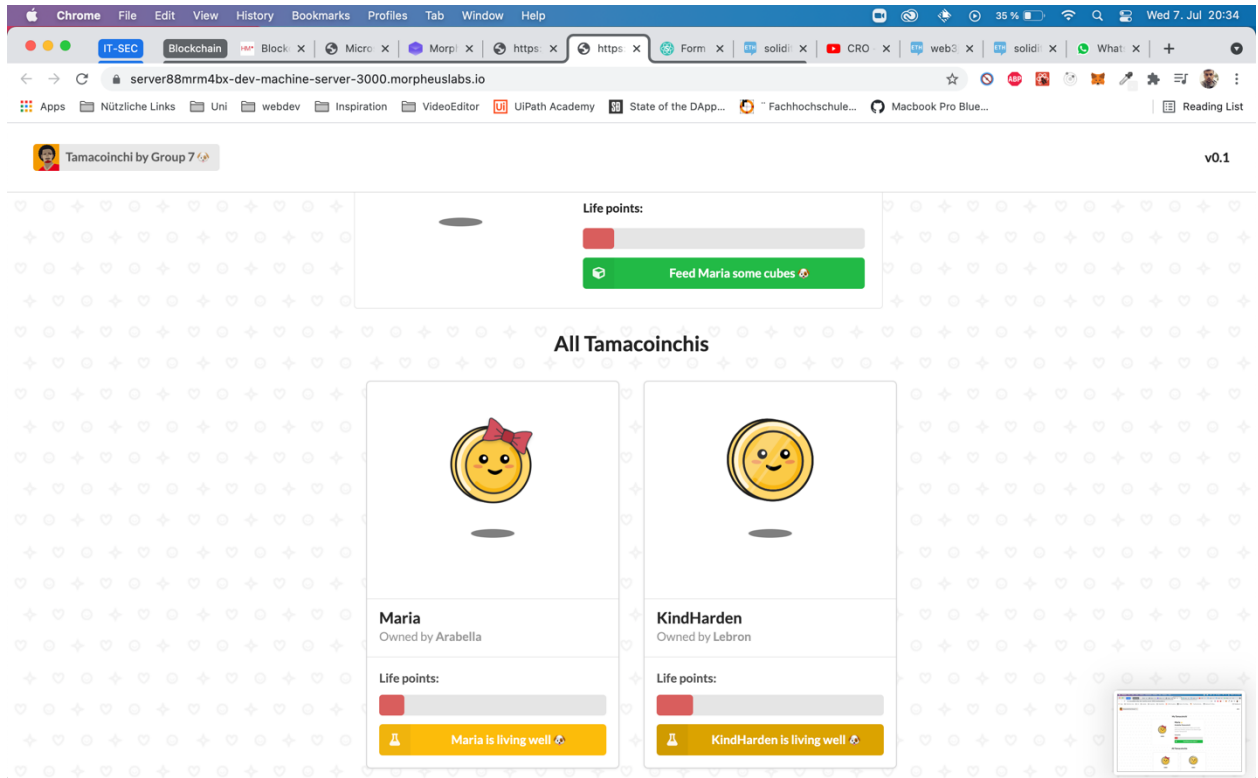 Chrome File Edit View History Bookmarks Profiles Tab Window Help 35 % Wed 7. Jul 20:34
IT-SEC Blockchain Block Micro Morpl https: https: Form solidi CRO web3 solidi What
server88mrm4bx-dev-machine-server-3000.morpheuslabs.io
Apps Nützliche Links Uni webdev Inspiration VideoEditor UiPath Academy State of the DApp... Fachhochschule... Macbook Pro Blue... Reading List
Tamacoinchi by Group 7 v0.1
Life points:
Feed Maria some cubes
All Tamacoinchis
Maria
Owned by Arabella
Life points:
Maria is living well
KindHarden
Owned by Lebron
Life points:
KindHarden is living well